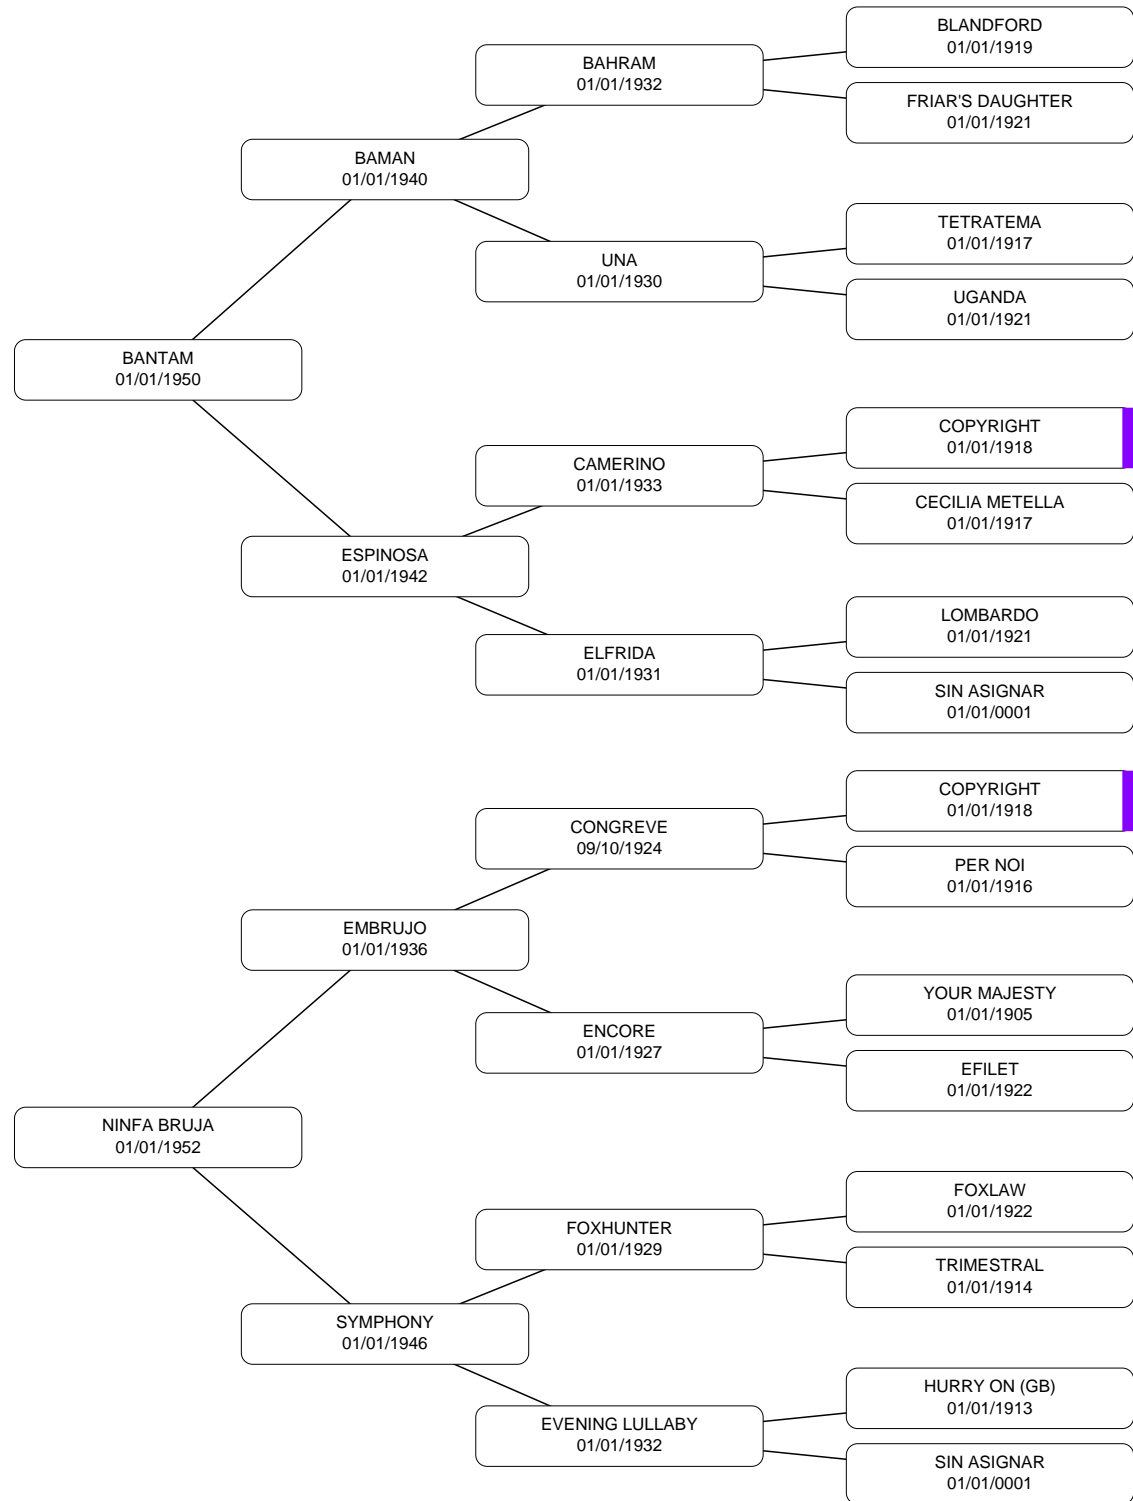 BLANDFORD
01/01/1919
BAHRAM
01/01/1932
FRIAR'S DAUGHTER
01/01/1921
BAMAN
01/01/1940
TETRATEMA
01/01/1917
UNA
01/01/1930
UGANDA
01/01/1921
BANTAM
01/01/1950
COPYRIGHT
01/01/1918
CAMERINO
01/01/1933
CECILIA METELLA
01/01/1917
ESPINOSA
01/01/1942
LOMBARDO
01/01/1921
ELFRIDA
01/01/1931
SIN ASIGNAR
01/01/0001
COPYRIGHT
01/01/1918
CONGREVE
09/10/1924
PER NOI
01/01/1916
EMBRUJO
01/01/1936
YOUR MAJESTY
01/01/1905
ENCORE
01/01/1927
EFILET
01/01/1922
NINFA BRUJA
01/01/1952
FOXLAW
01/01/1922
FOXHUNTER
01/01/1929
TRIMESTRAL
01/01/1914
SYMPHONY
01/01/1946
HURRY ON (GB)
01/01/1913
EVENING LULLABY
01/01/1932
SIN ASIGNAR
01/01/0001